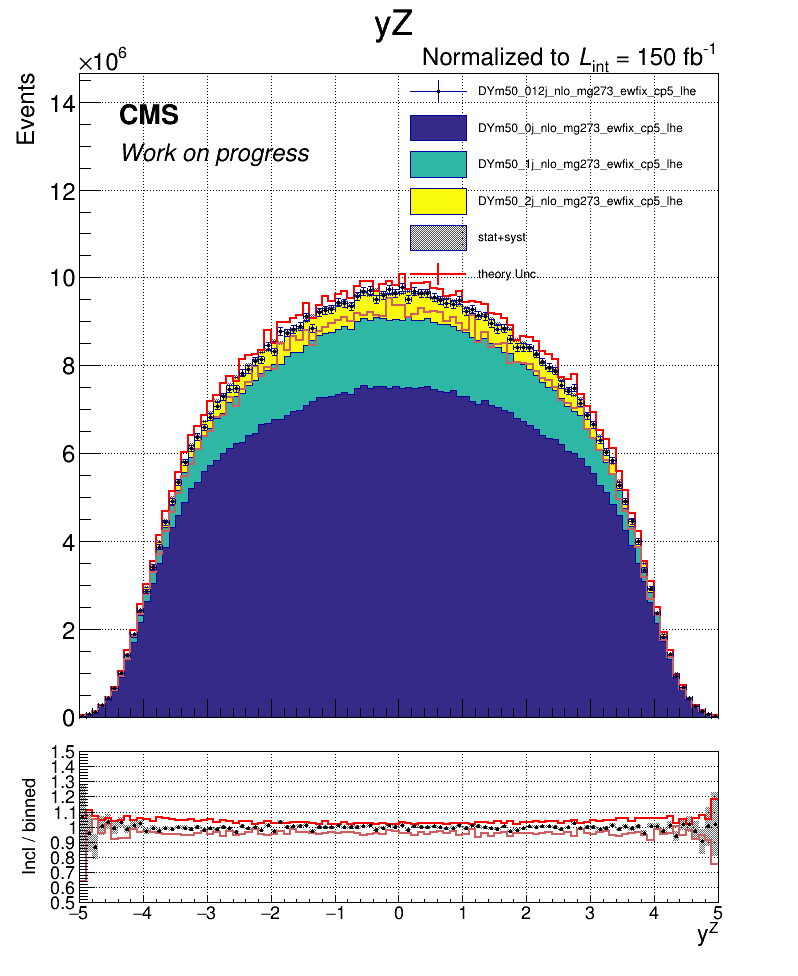 yZ
Normalized to Lint = 150 fb-1
×10^6
Events
CMS
Work on progress
DYm50_012j_nlo_mg273_ewfix_cp5_lhe
DYm50_0j_nlo_mg273_ewfix_cp5_lhe
DYm50_1j_nlo_mg273_ewfix_cp5_lhe
DYm50_2j_nlo_mg273_ewfix_cp5_lhe
stat+syst
theory Unc.
14
12
10
8
6
4
2
0
Incl / binned
1.5
1.4
1.3
1.2
1.1
1
0.9
0.8
0.7
0.6
0.5
−5 −4 −3 −2 −1 0 1 2 3 4 5
y^Z